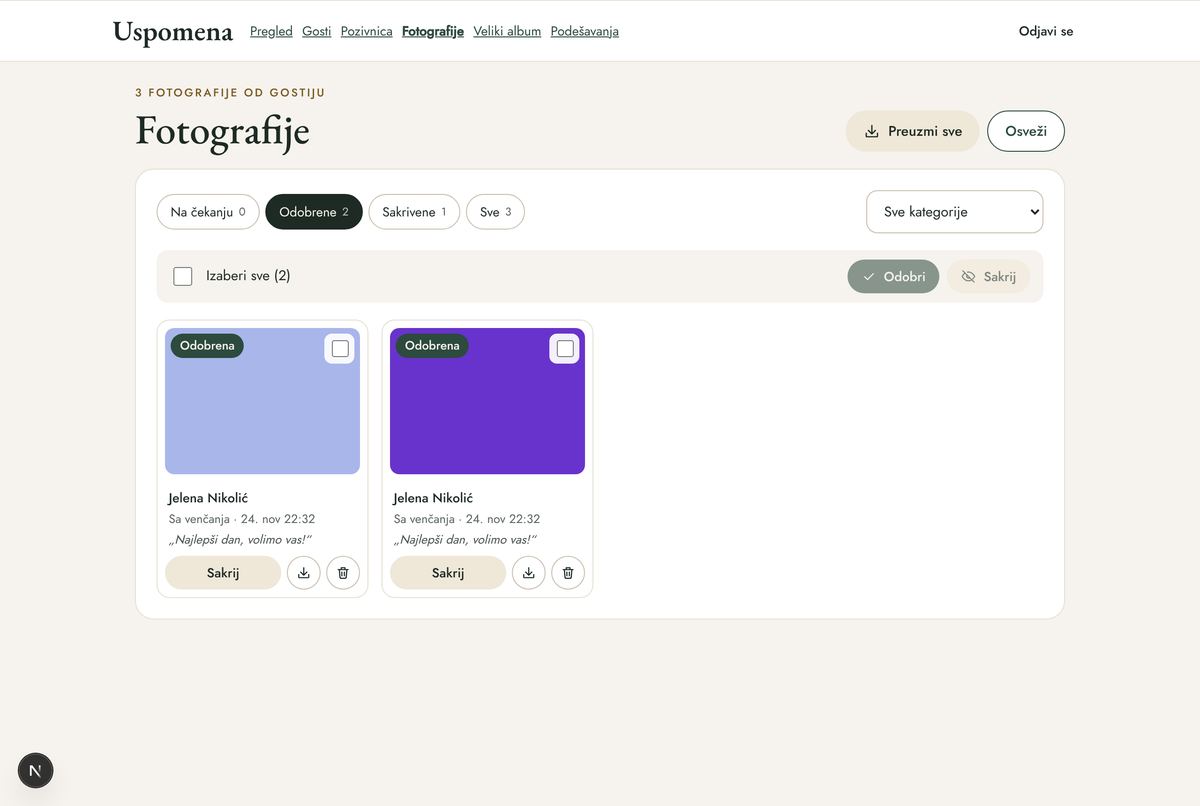 Uspomena Pregled Gosti Pozivnica Fotografije Veliki album Podešavanja Odjavi se
3 FOTOGRAFIJE OD GOSTIJU
Fotografije Preuzmi sve Osveži
Na čekanju 0 Odobrene 2 Sakrivene 1 Sve 3 Sve kategorije
Izaberi sve (2) Odobri Sakrij
Odobrena Odobrena
Jelena Nikolić Jelena Nikolić
Sa venčanja · 24. nov 22:32 Sa venčanja · 24. nov 22:32
„Najlepši dan, volimo vas!“ „Najlepši dan, volimo vas!“
Sakrij Sakrij
N